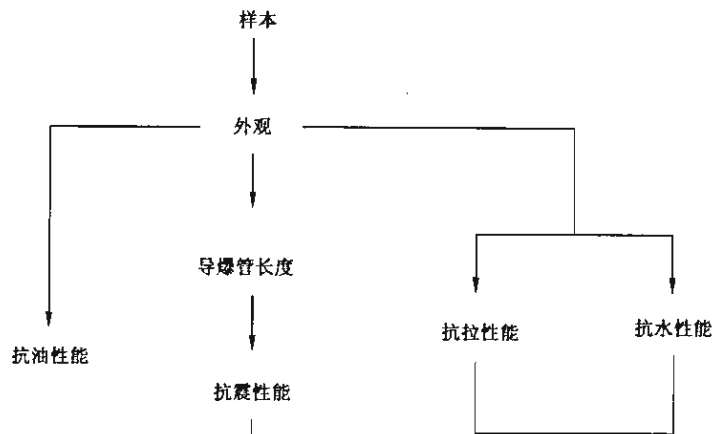 样本
外观
导爆管长度
抗拉性能
抗水性能
抗油性能
抗震性能